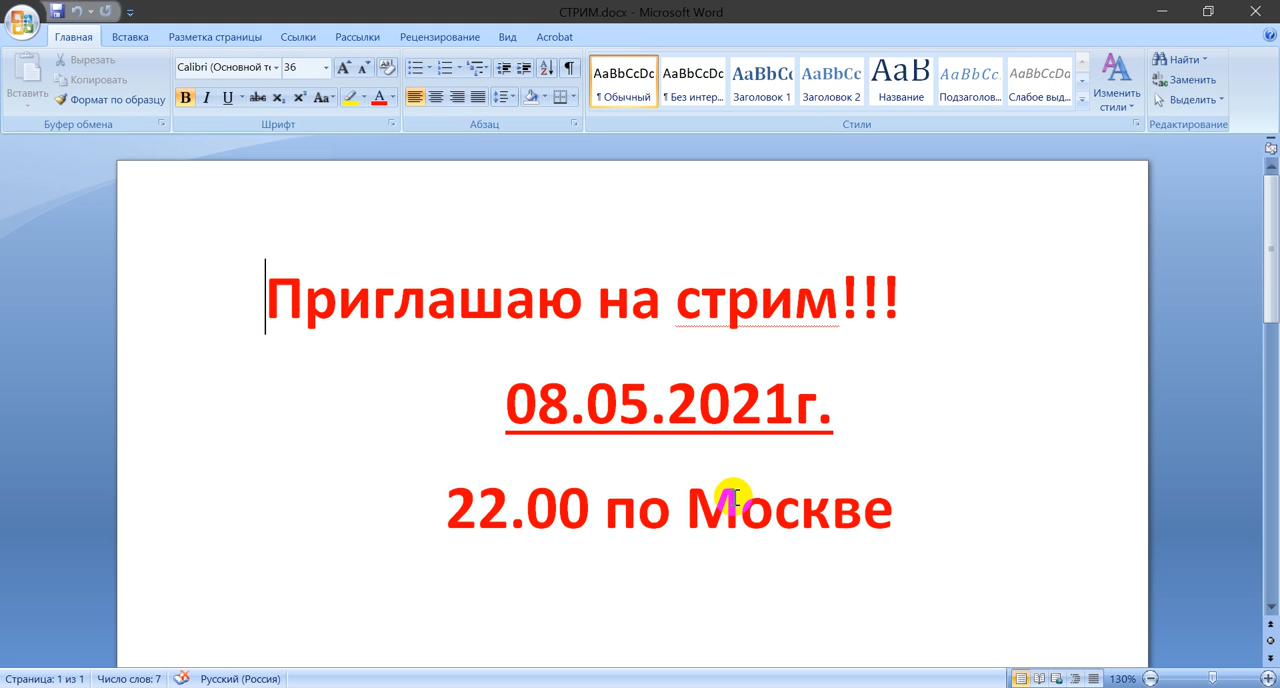 СТРИМ.docx - Microsoft Word
Главная Вставка Разметка страницы Ссылки Рассылки Рецензирование Вид Acrobat
Вставить
Вырезать
Копировать
Формат по образцу
Буфер обмена
Calibri (Основной те 36
Шрифт
Абзац
AaBbCcDc AaBbCcDc AaBbCc AaBbCc AaB AaBbCc. AaBbCcDa
¶ Обычный ¶ Без интер... Заголовок 1 Заголовок 2 Название Подзаголов... Слабое выд...
Изменить стили
Стили
Найти
Заменить
Выделить
Редактирование
Приглашаю на стрим!!!
08.05.2021г.
22.00 по Москве
Страница: 1 из 1 Число слов: 7 Русский (Россия) 130%